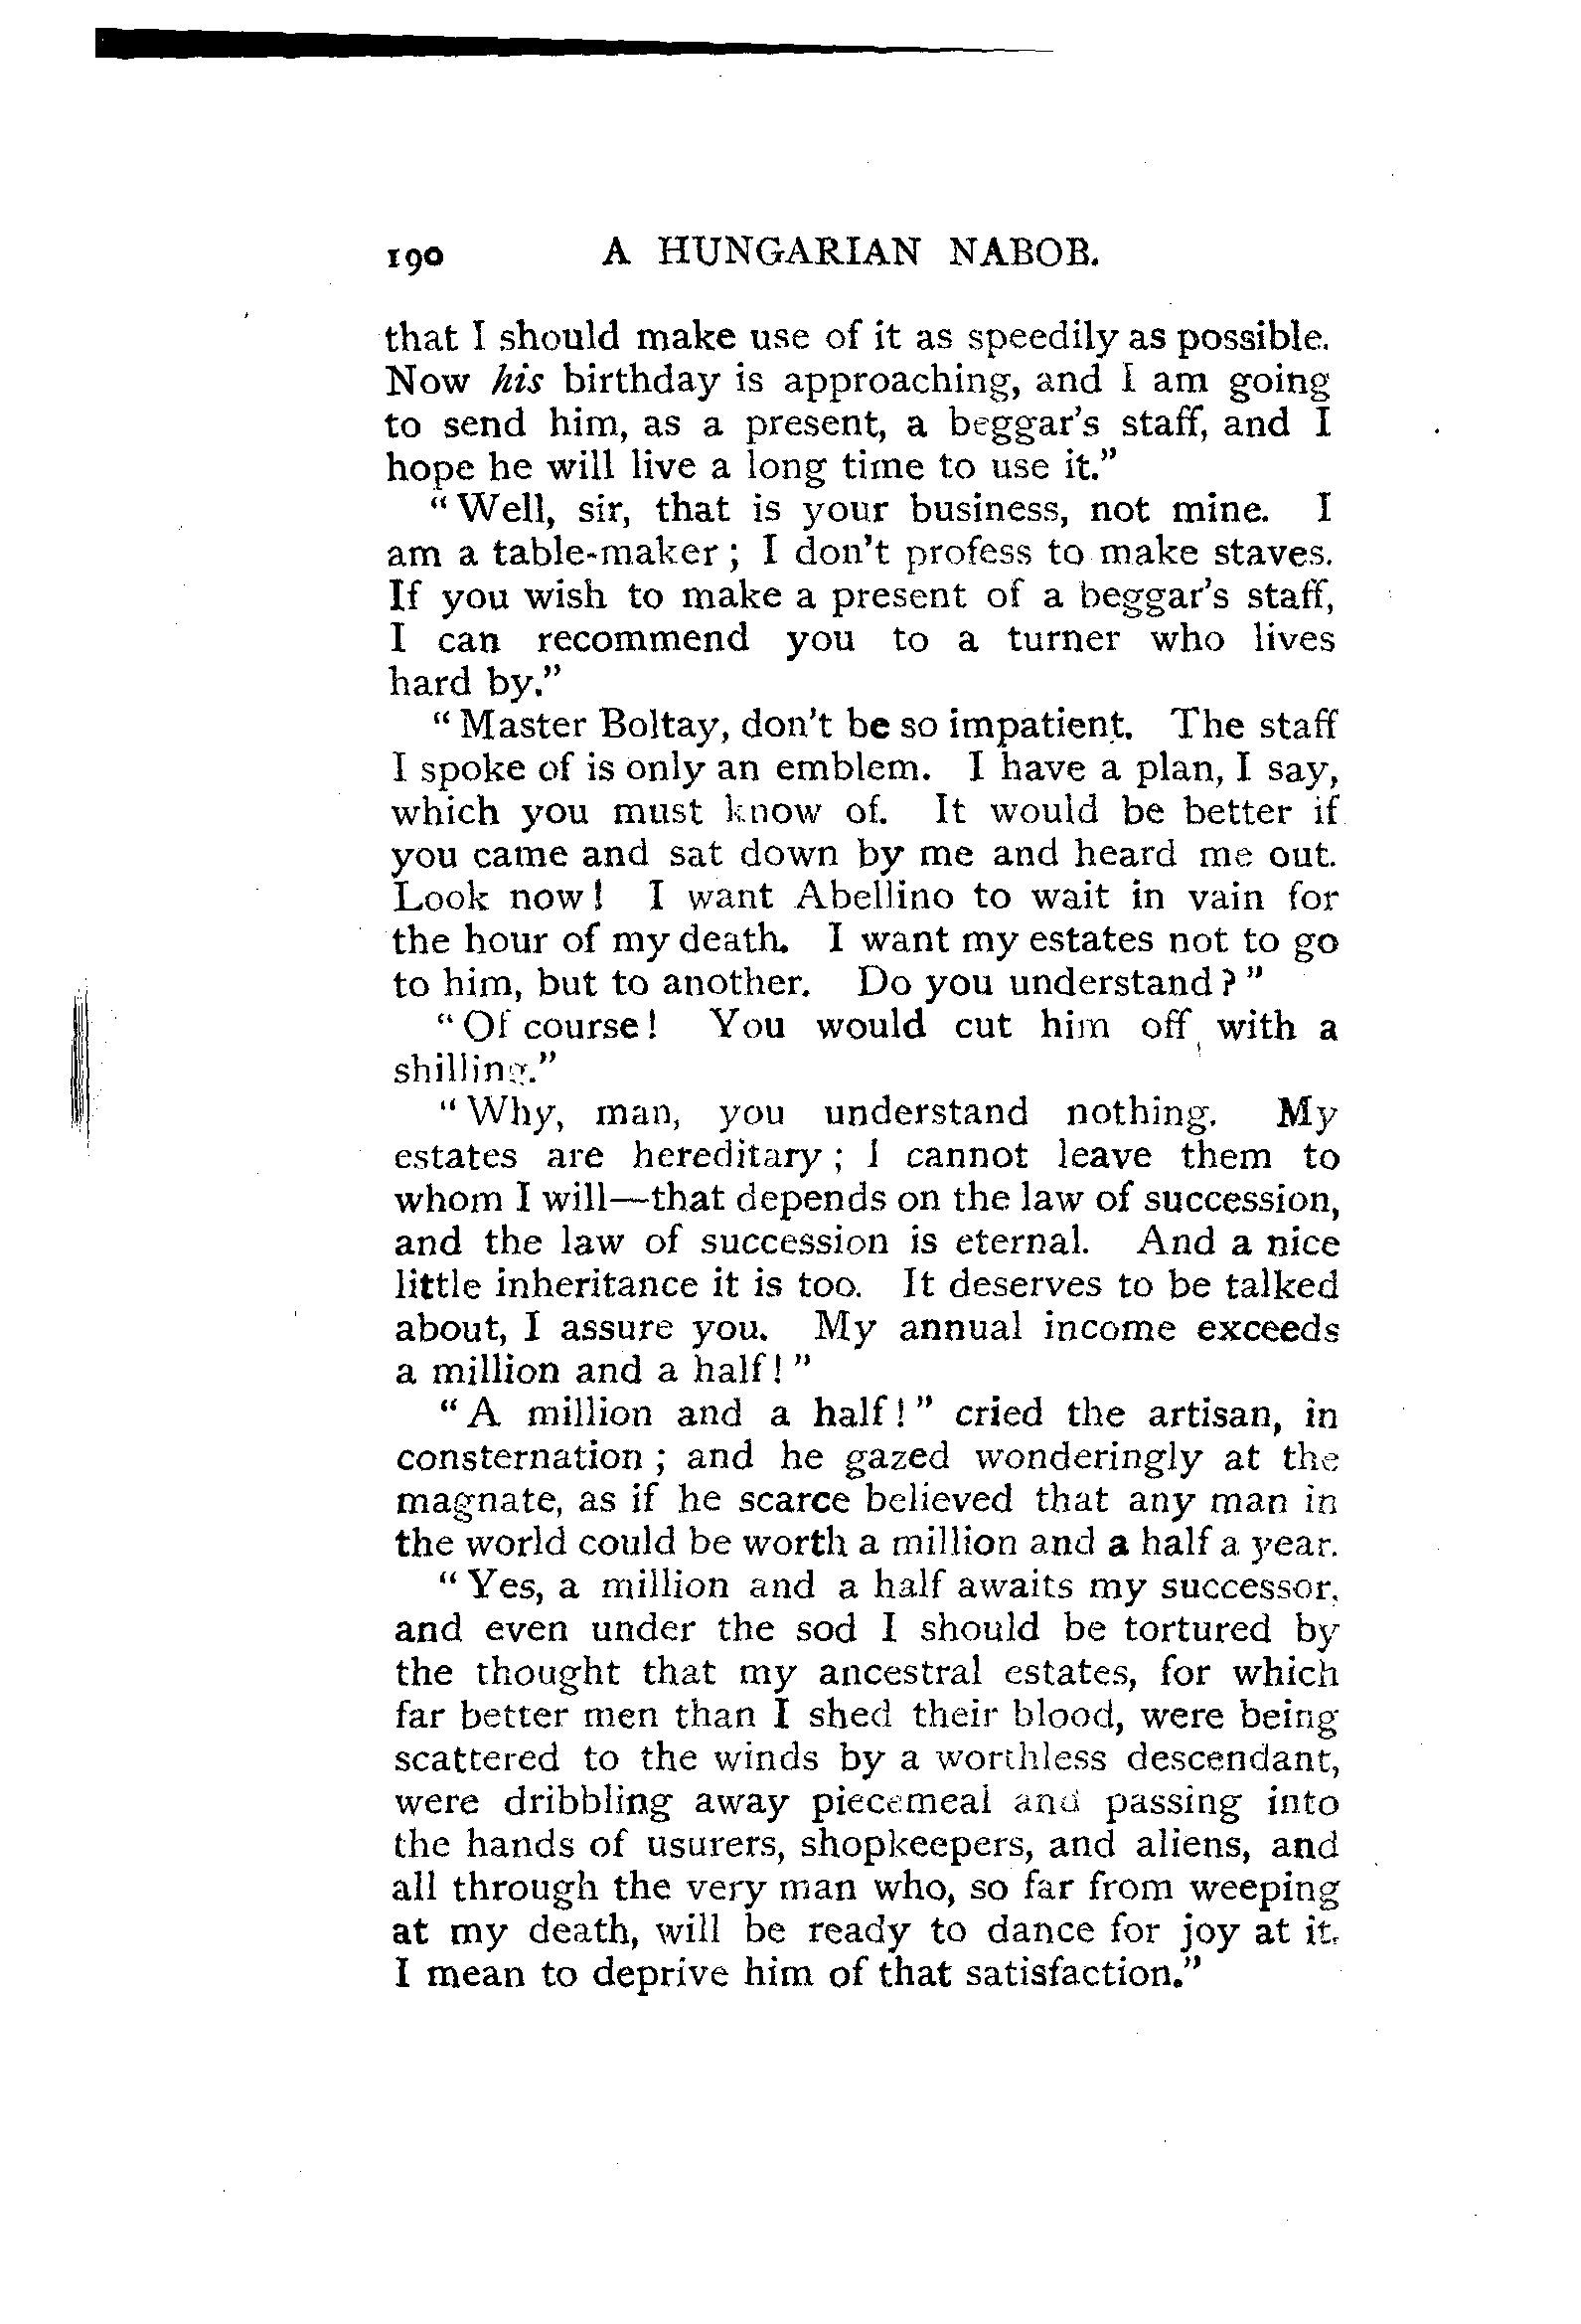 190 A HUNGARIAN NABOB.
that I should make use of it as speedily as possible.
Now his birthday is approaching, and I am going
to send him, as a present, a beggar's staff, and I
hope he will live a long time to use it."
"Well, sir, that is your business, not mine. I
am a table-maker; I don't profess to make staves.
If you wish to make a present of a beggar's staff,
I can recommend you to a turner who lives
hard by."
"Master Boltay, don't be so impatient. The staff
I spoke of is only an emblem. I have a plan, I say,
which you must know of. It would be better if
you came and sat down by me and heard me out.
Look now! I want Abellino to wait in vain for
the hour of my death. I want my estates not to go
to him, but to another. Do you understand?"
"Of course! You would cut him off with a
shilling."
"Why, man, you understand nothing. My
estates are hereditary; I cannot leave them to
whom I will—that depends on the law of succession,
and the law of succession is eternal. And a nice
little inheritance it is too. It deserves to be talked
about, I assure you. My annual income exceeds
a million and a half!"
"A million and a half!" cried the artisan, in
consternation; and he gazed wonderingly at the
magnate, as if he scarce believed that any man in
the world could be worth a million and a half a year.
"Yes, a million and a half awaits my successor,
and even under the sod I should be tortured by
the thought that my ancestral estates, for which
far better men than I shed their blood, were being
scattered to the winds by a worthless descendant,
were dribbling away piecemeal and passing into
the hands of usurers, shopkeepers, and aliens, and
all through the very man who, so far from weeping
at my death, will be ready to dance for joy at it.
I mean to deprive him of that satisfaction."